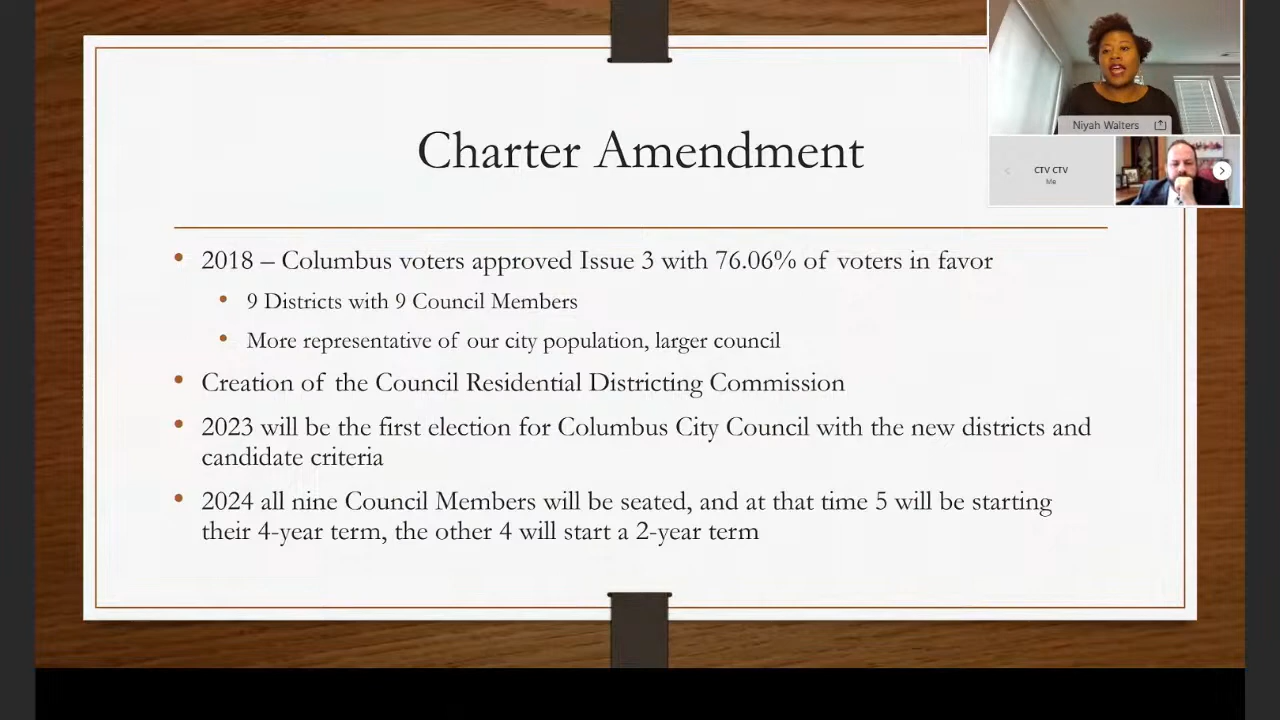 Charter Amendment
• 2018 – Columbus voters approved Issue 3 with 76.06% of voters in favor
• 9 Districts with 9 Council Members
• More representative of our city population, larger council
• Creation of the Council Residential Districting Commission
• 2023 will be the first election for Columbus City Council with the new districts and
candidate criteria
• 2024 all nine Council Members will be seated, and at that time 5 will be starting
their 4-year term, the other 4 will start a 2-year term
Niyah Walters
CTV CTV
Me